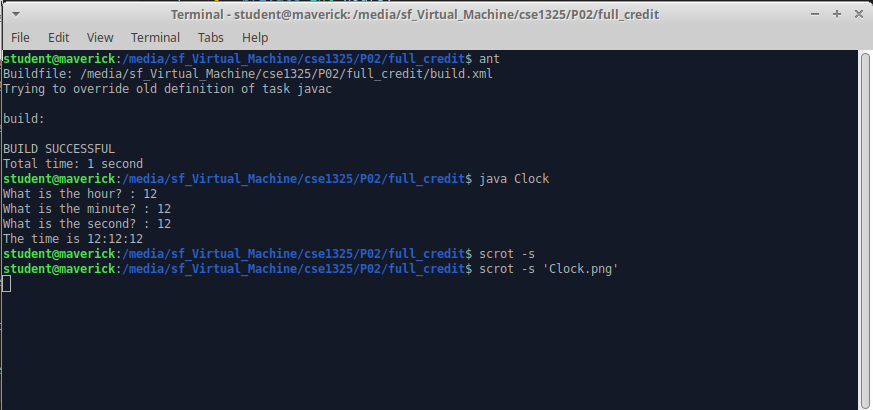 Terminal - student@maverick: /media/sf_Virtual_Machine/cse1325/P02/full_credit
File Edit View Terminal Tabs Help
student@maverick:/media/sf_Virtual_Machine/cse1325/P02/full_credit$ ant
Buildfile: /media/sf_Virtual_Machine/cse1325/P02/full_credit/build.xml
Trying to override old definition of task javac
build:
BUILD SUCCESSFUL
Total time: 1 second
student@maverick:/media/sf_Virtual_Machine/cse1325/P02/full_credit$ java Clock
What is the hour? : 12
What is the minute? : 12
What is the second? : 12
The time is 12:12:12
student@maverick:/media/sf_Virtual_Machine/cse1325/P02/full_credit$ scrot -s
student@maverick:/media/sf_Virtual_Machine/cse1325/P02/full_credit$ scrot -s 'Clock.png'